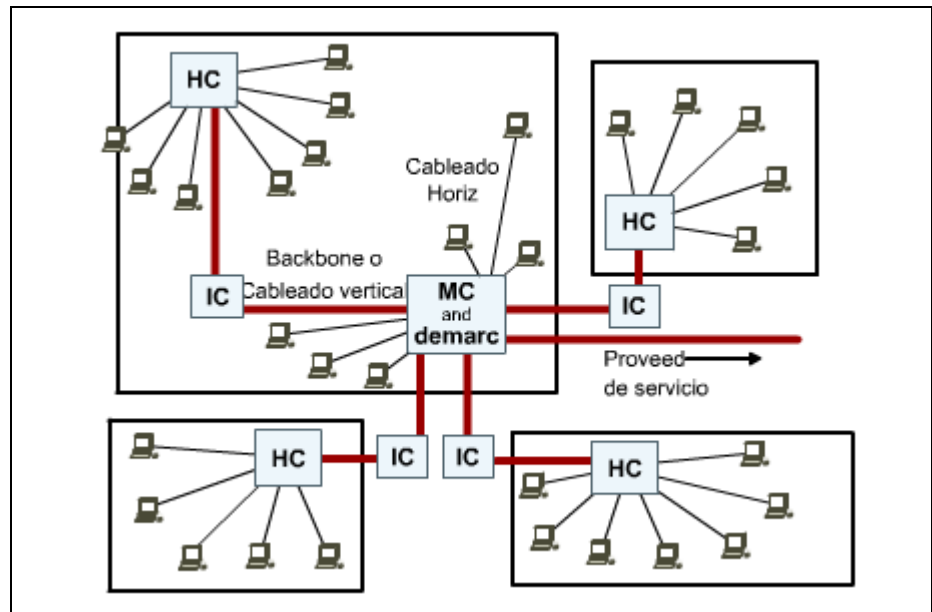 HC
Cableado
Horiz
HC
Backbone o
Cableado vertical
IC
MC
and
demarc
IC
Proveed
de servicio
HC
IC
IC
HC